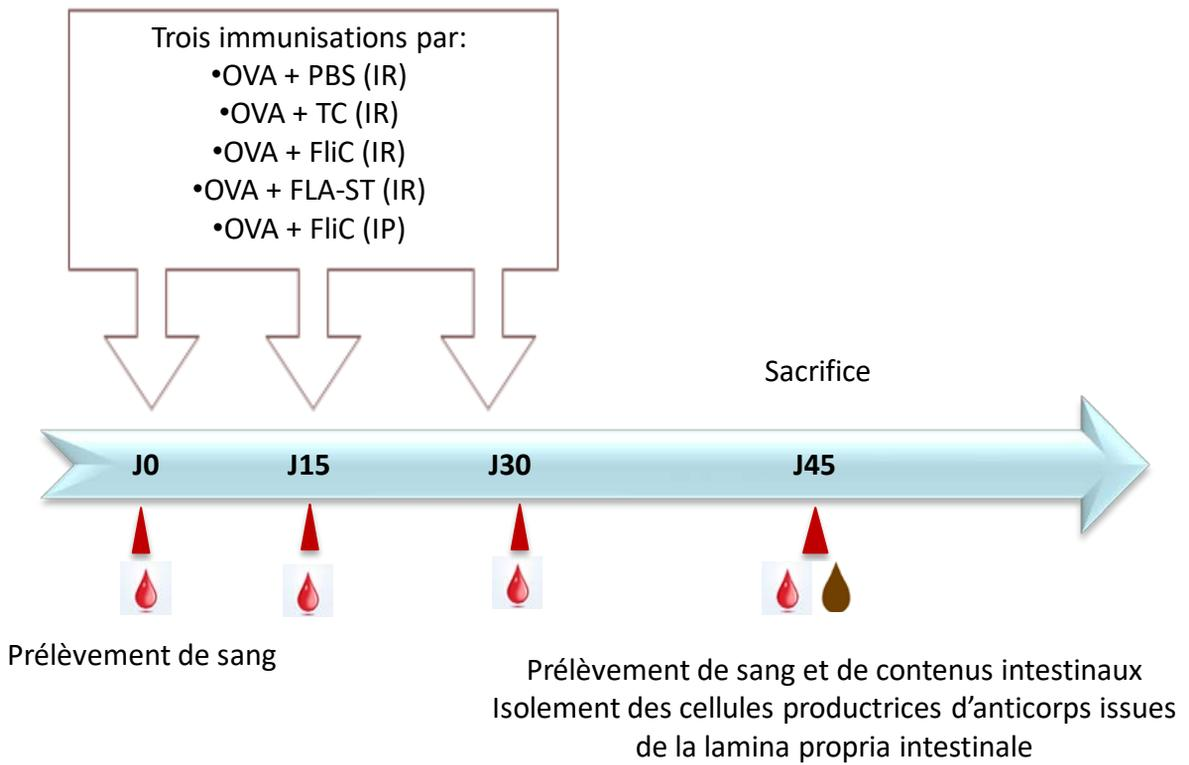 Trois immunisations par:
•OVA + PBS (IR)
•OVA + TC (IR)
•OVA + FliC (IR)
•OVA + FLA-ST (IR)
•OVA + FliC (IP)
Sacrifice
J0 J15 J30 J45
Prélèvement de sang
Prélèvement de sang et de contenus intestinaux
Isolement des cellules productrices d’anticorps issues
de la lamina propria intestinale